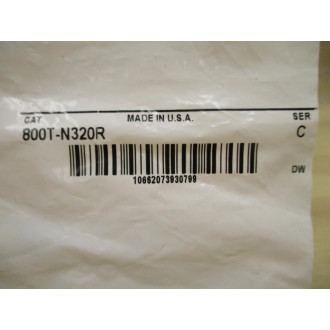 CAT MADE IN U.S.A. SER
800T-N320R C
10662073930799
DW